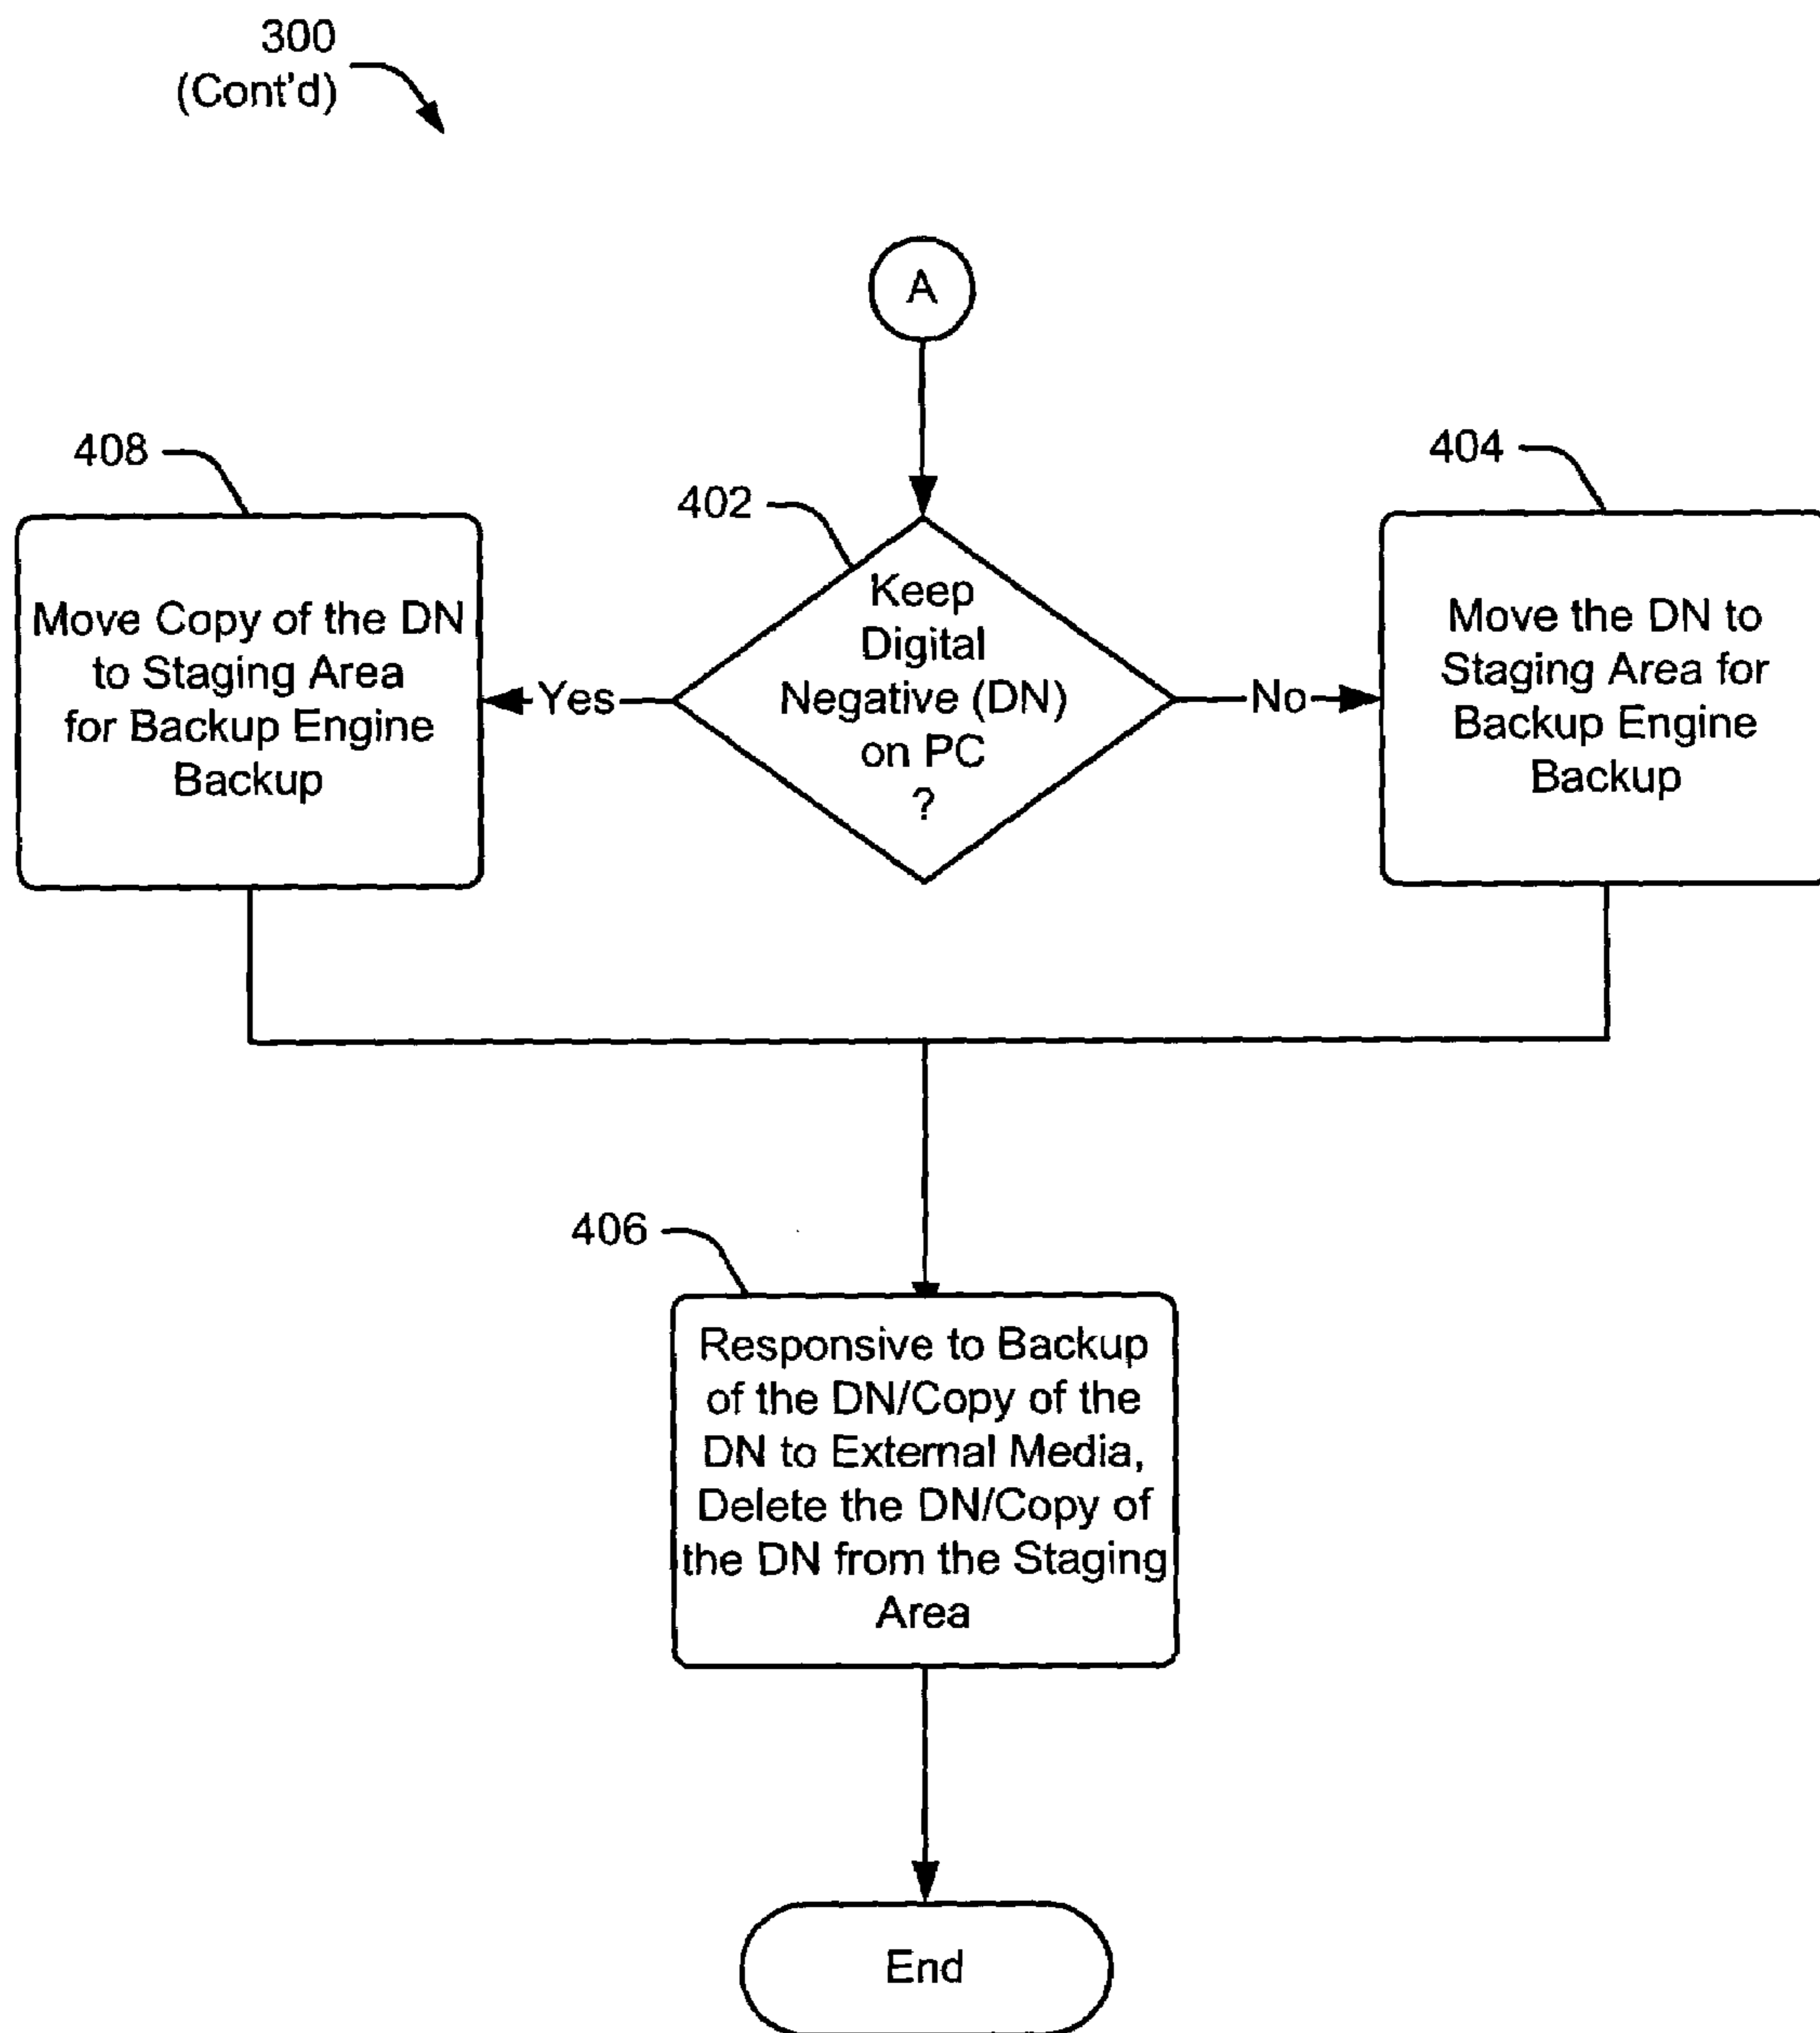 300
(Cont'd)
A
408
402
404
Move Copy of the DN
to Staging Area
for Backup Engine
Backup
Yes
Keep
Digital
Negative (DN)
on PC
?
No
Move the DN to
Staging Area for
Backup Engine
Backup
406
Responsive to Backup
of the DN/Copy of the
DN to External Media,
Delete the DN/Copy of
the DN from the Staging
Area
End